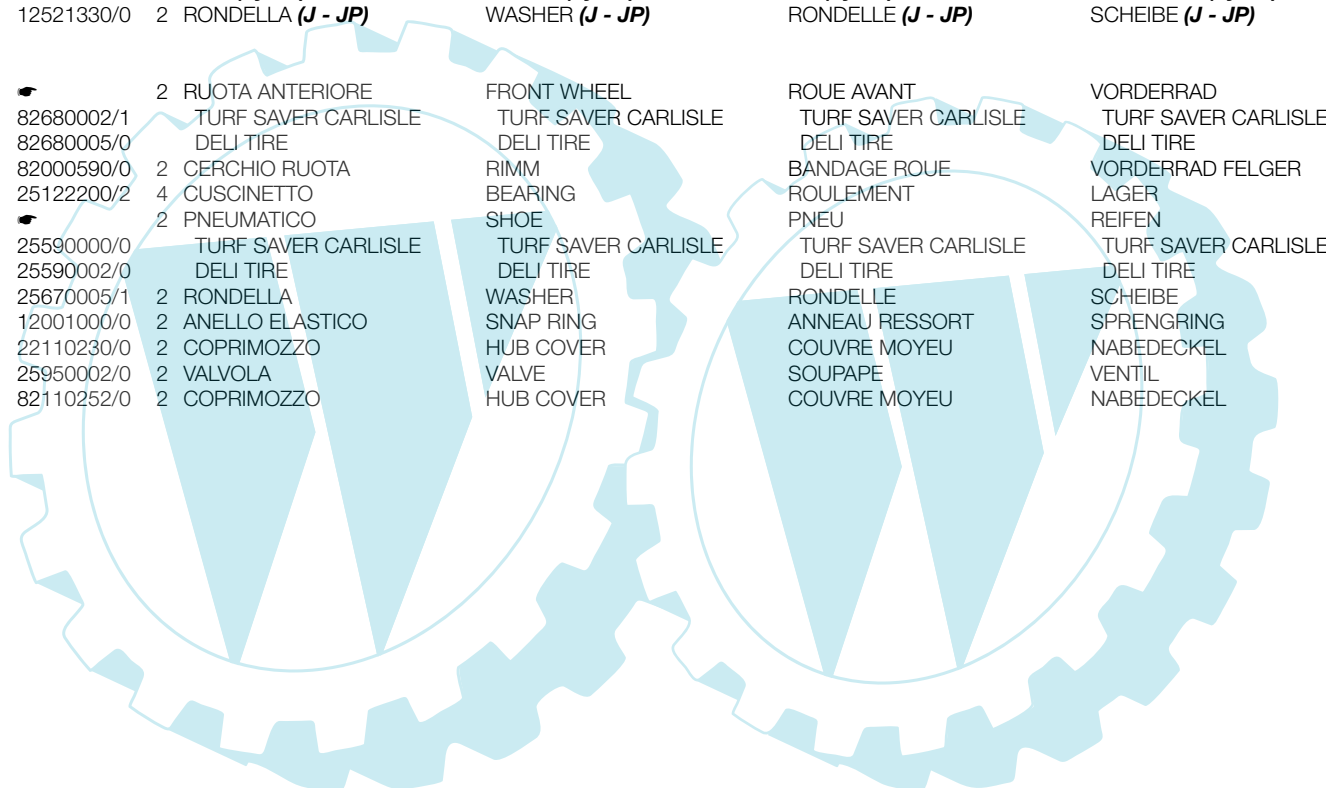 12521330/0 2 RONDELLA (J - JP) WASHER (J - JP) RONDELLE (J - JP) SCHEIBE (J - JP)
☛ 2 RUOTA ANTERIORE FRONT WHEEL ROUE AVANT VORDERRAD
82680002/1 TURF SAVER CARLISLE TURF SAVER CARLISLE TURF SAVER CARLISLE TURF SAVER CARLISLE
82680005/0 DELI TIRE DELI TIRE DELI TIRE DELI TIRE
82000590/0 2 CERCHIO RUOTA RIMM BANDAGE ROUE VORDERRAD FELGER
25122200/2 4 CUSCINETTO BEARING ROULEMENT LAGER
☛ 2 PNEUMATICO SHOE PNEU REIFEN
25590000/0 TURF SAVER CARLISLE TURF SAVER CARLISLE TURF SAVER CARLISLE TURF SAVER CARLISLE
25590002/0 DELI TIRE DELI TIRE DELI TIRE DELI TIRE
25670005/1 2 RONDELLA WASHER RONDELLE SCHEIBE
12001000/0 2 ANELLO ELASTICO SNAP RING ANNEAU RESSORT SPRENGRING
22110230/0 2 COPRIMOZZO HUB COVER COUVRE MOYEU NABEDECKEL
25950002/0 2 VALVOLA VALVE SOUPAPE VENTIL
82110252/0 2 COPRIMOZZO HUB COVER COUVRE MOYEU NABEDECKEL